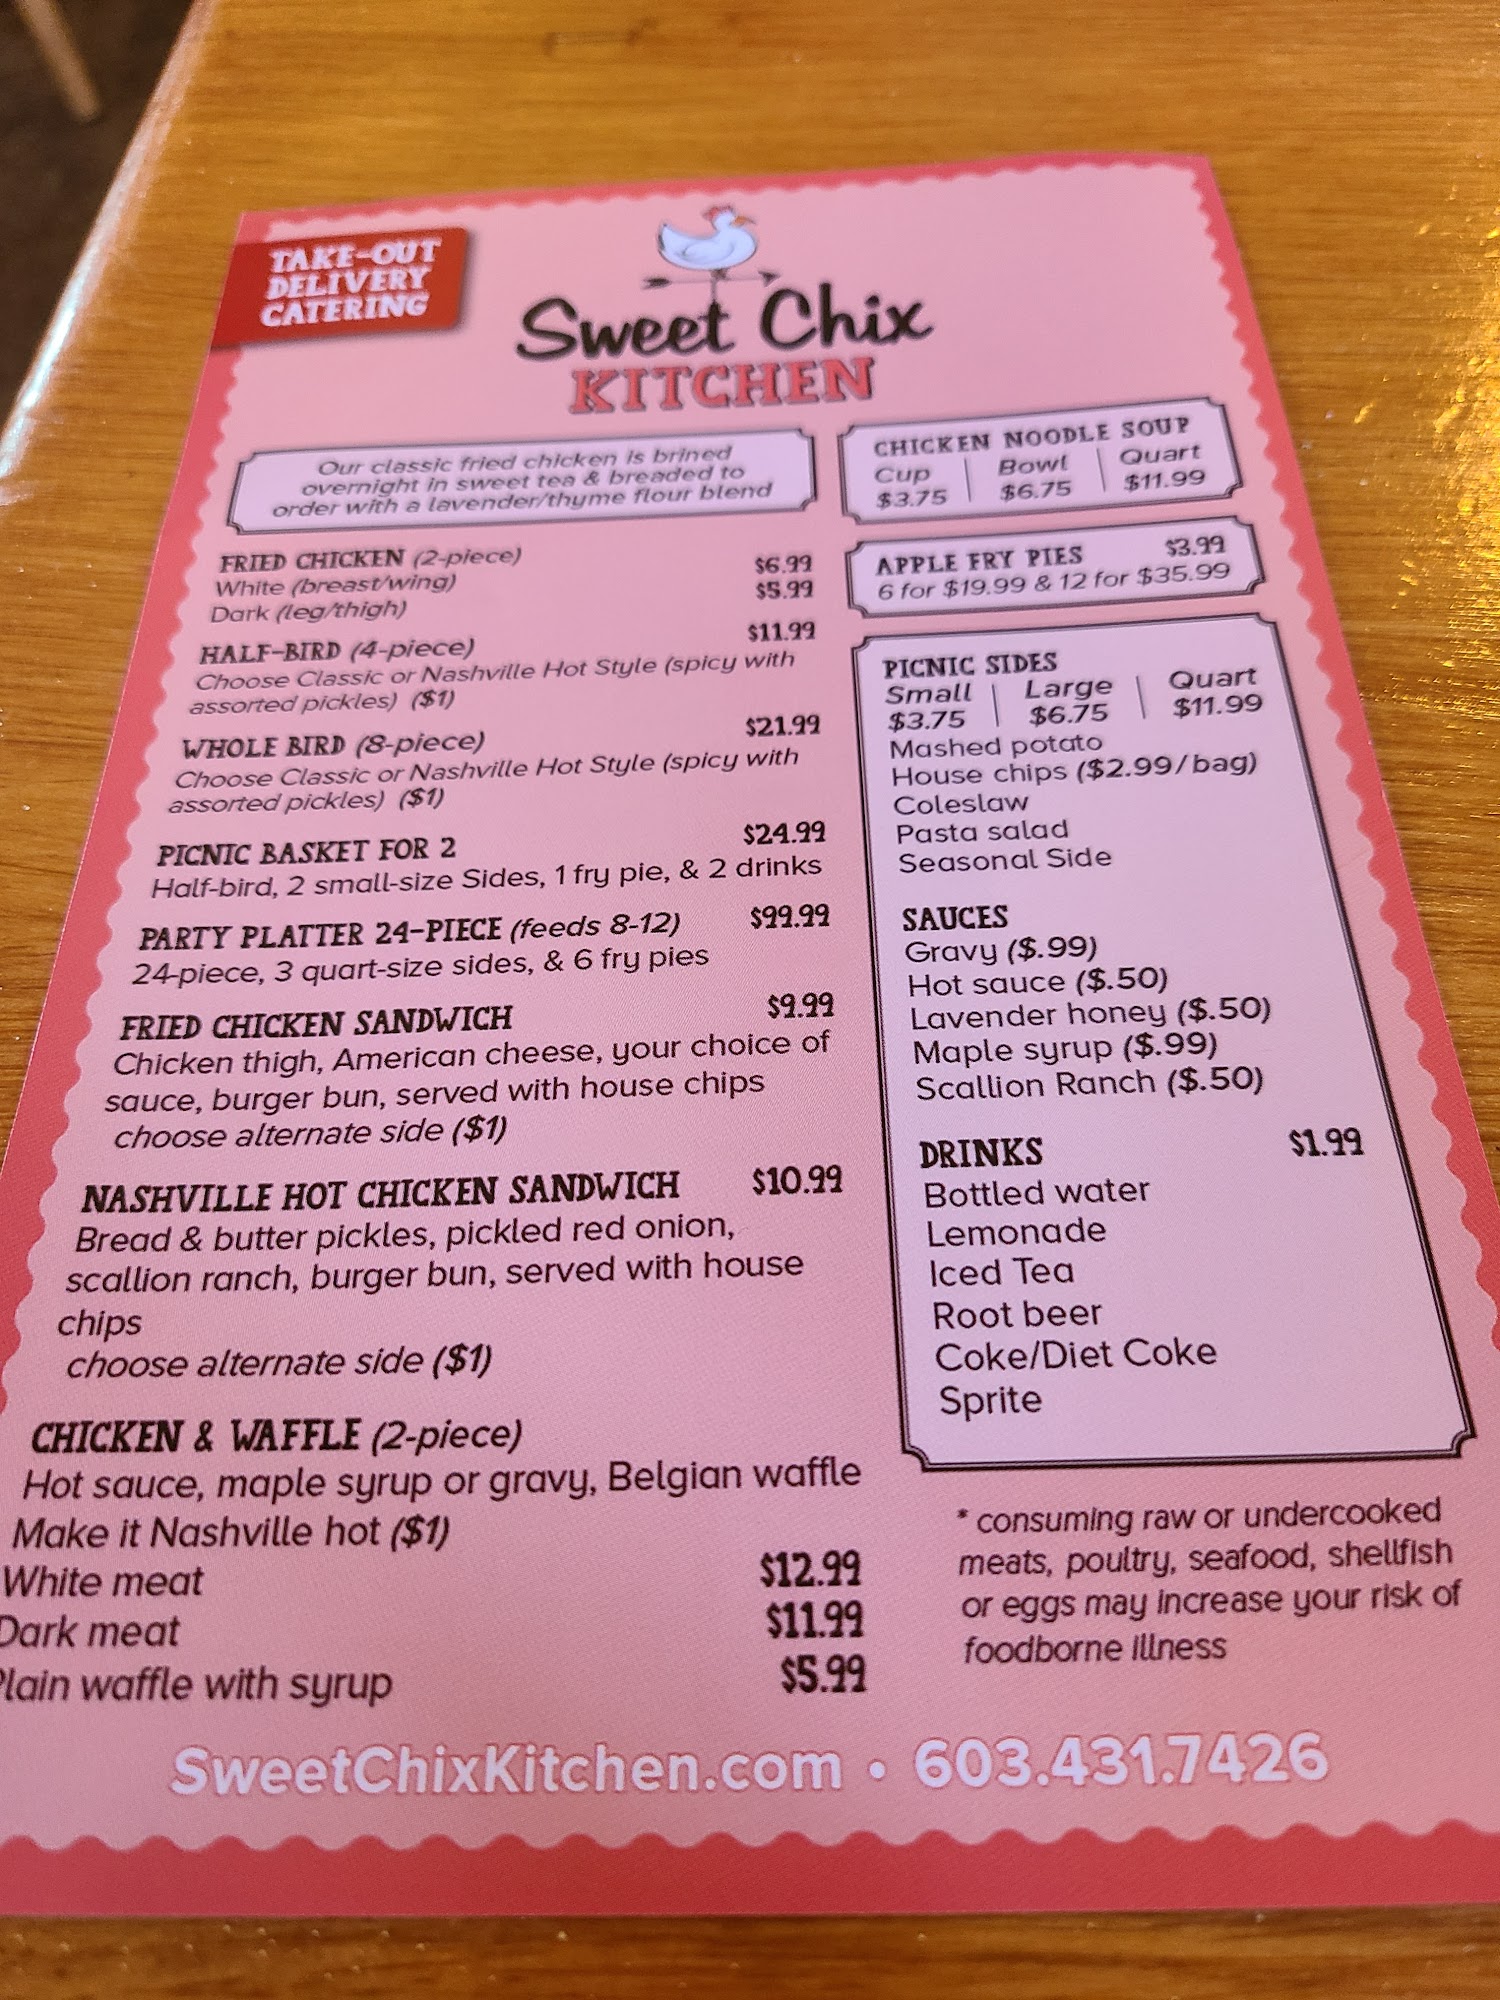 TAKE-OUT
DELIVERY
CATERING
Sweet Chix
KITCHEN
Our classic fried chicken is brined
overnight in sweet tea & breaded to
order with a lavender/thyme flour blend
FRIED CHICKEN (2-piece)
White (breast/wing) $6.99
Dark (leg/thigh) $5.99
HALF-BIRD (4-piece) $11.99
Choose Classic or Nashville Hot Style (spicy with
assorted pickles) ($1)
WHOLE BIRD (8-piece) $21.99
Choose Classic or Nashville Hot Style (spicy with
assorted pickles) ($1)
PICNIC BASKET FOR 2 $24.99
Half-bird, 2 small-size Sides, 1 fry pie, & 2 drinks
PARTY PLATTER 24-PIECE (feeds 8-12) $99.99
24-piece, 3 quart-size sides, & 6 fry pies
FRIED CHICKEN SANDWICH $9.99
Chicken thigh, American cheese, your choice of
sauce, burger bun, served with house chips
choose alternate side ($1)
NASHVILLE HOT CHICKEN SANDWICH $10.99
Bread & butter pickles, pickled red onion,
scallion ranch, burger bun, served with house
chips
choose alternate side ($1)
CHICKEN & WAFFLE (2-piece)
Hot sauce, maple syrup or gravy, Belgian waffle
Make it Nashville hot ($1)
White meat $12.99
Dark meat $11.99
Plain waffle with syrup $5.99
CHICKEN NOODLE SOUP
Cup | Bowl | Quart
$3.75 | $6.75 | $11.99
APPLE FRY PIES $3.99
6 for $19.99 & 12 for $35.99
PICNIC SIDES
Small | Large | Quart
$3.75 | $6.75 | $11.99
Mashed potato
House chips ($2.99/bag)
Coleslaw
Pasta salad
Seasonal Side
SAUCES
Gravy ($.99)
Hot sauce ($.50)
Lavender honey ($.50)
Maple syrup ($.99)
Scallion Ranch ($.50)
DRINKS $1.99
Bottled water
Lemonade
Iced Tea
Root beer
Coke/Diet Coke
Sprite
* consuming raw or undercooked
meats, poultry, seafood, shellfish
or eggs may increase your risk of
foodborne illness
SweetChixKitchen.com • 603.431.7426